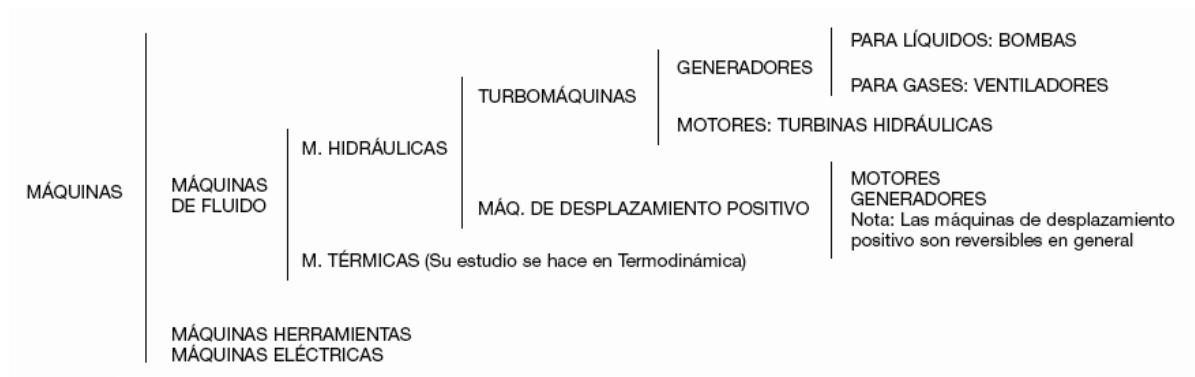 MÁQUINAS
MÁQUINAS
DE FLUIDO
M. HIDRÁULICAS
TURBOMÁQUINAS
GENERADORES
PARA LÍQUIDOS: BOMBAS
PARA GASES: VENTILADORES
MOTORES: TURBINAS HIDRÁULICAS
MÁQ. DE DESPLAZAMIENTO POSITIVO
MOTORES
GENERADORES
Nota: Las máquinas de desplazamiento
positivo son reversibles en general
M. TÉRMICAS (Su estudio se hace en Termodinámica)
MÁQUINAS HERRAMIENTAS
MÁQUINAS ELÉCTRICAS